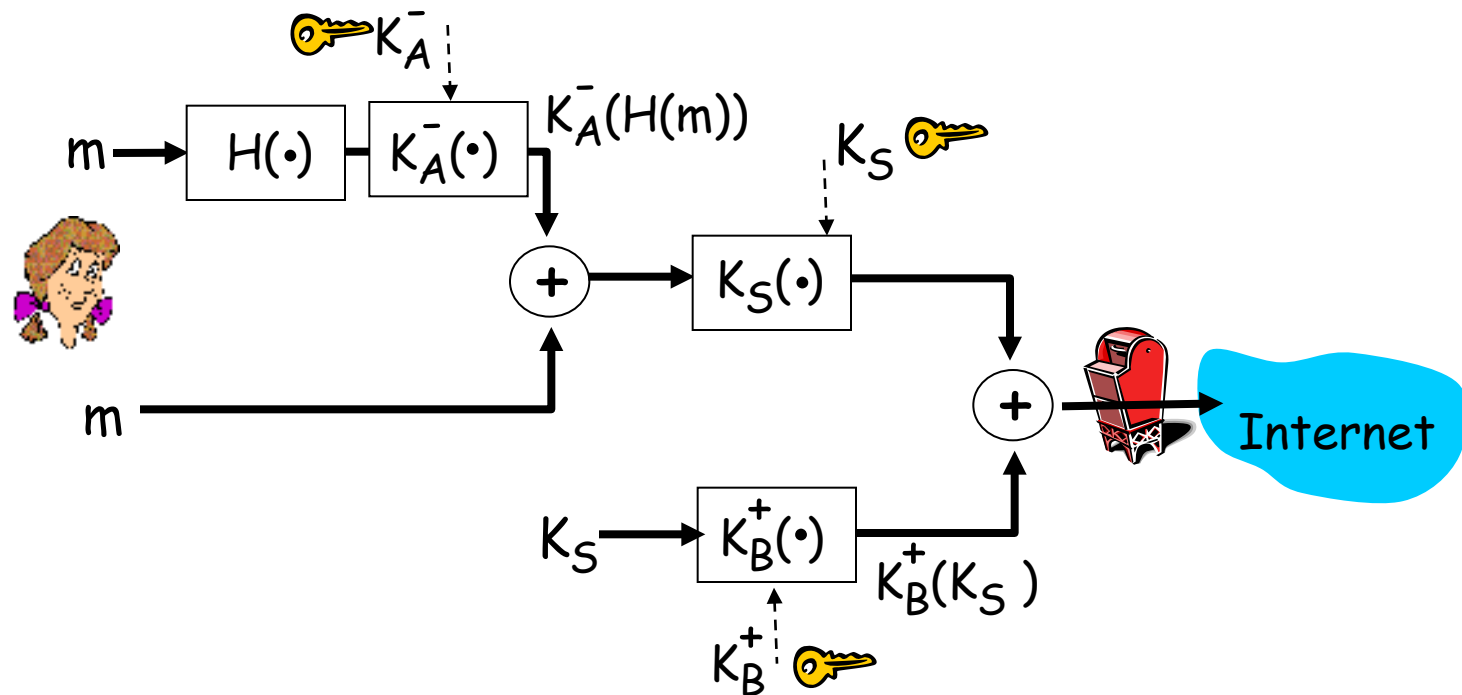 K_A^-
m
H(•)
K_A^-(•)
K_A^-(H(m))
K_S
+
K_S(•)
m
+
Internet
K_S
K_B^+(•)
K_B^+(K_S )
K_B^+